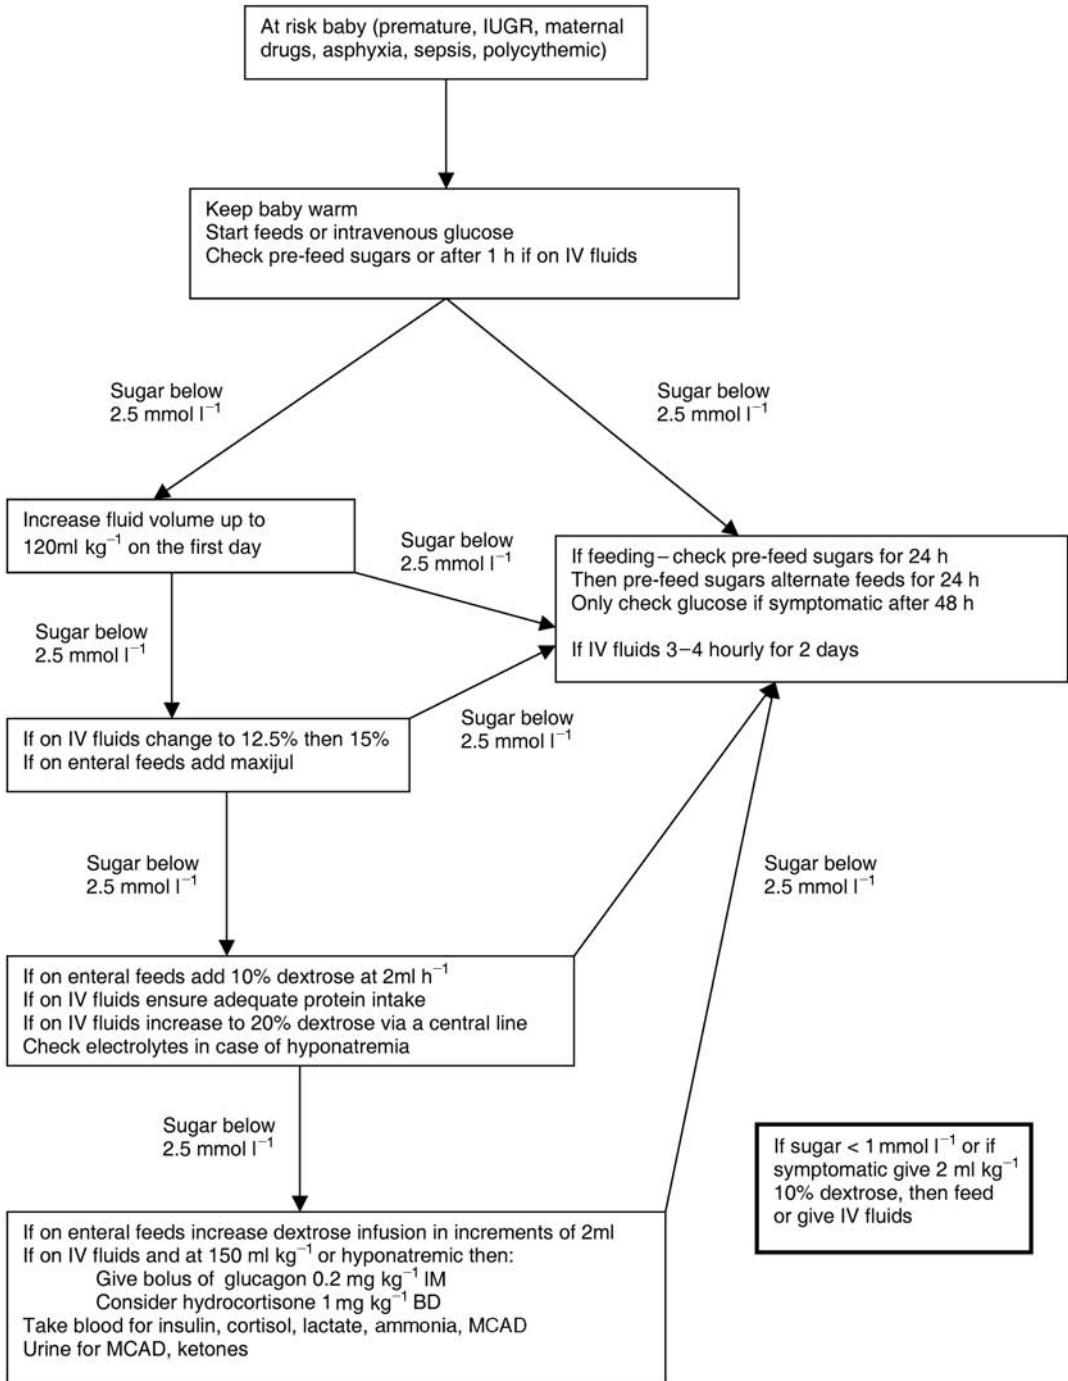 At risk baby (premature, IUGR, maternal
drugs, asphyxia, sepsis, polycythemic)
Keep baby warm
Start feeds or intravenous glucose
Check pre-feed sugars or after 1 h if on IV fluids
Sugar below
2.5 mmol l⁻¹
Sugar below
2.5 mmol l⁻¹
Increase fluid volume up to
120ml kg⁻¹ on the first day
Sugar below
2.5 mmol l⁻¹
If feeding – check pre-feed sugars for 24 h
Then pre-feed sugars alternate feeds for 24 h
Only check glucose if symptomatic after 48 h
If IV fluids 3–4 hourly for 2 days
Sugar below
2.5 mmol l⁻¹
If on IV fluids change to 12.5% then 15%
If on enteral feeds add maxijul
Sugar below
2.5 mmol l⁻¹
Sugar below
2.5 mmol l⁻¹
Sugar below
2.5 mmol l⁻¹
If on enteral feeds add 10% dextrose at 2ml h⁻¹
If on IV fluids ensure adequate protein intake
If on IV fluids increase to 20% dextrose via a central line
Check electrolytes in case of hyponatremia
Sugar below
2.5 mmol l⁻¹
If sugar < 1 mmol l⁻¹ or if
symptomatic give 2 ml kg⁻¹
10% dextrose, then feed
or give IV fluids
If on enteral feeds increase dextrose infusion in increments of 2ml
If on IV fluids and at 150 ml kg⁻¹ or hyponatremic then:
Give bolus of glucagon 0.2 mg kg⁻¹ IM
Consider hydrocortisone 1 mg kg⁻¹ BD
Take blood for insulin, cortisol, lactate, ammonia, MCAD
Urine for MCAD, ketones